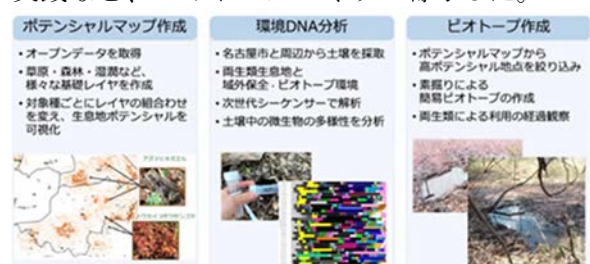 ポテンシャルマップ作成
・オープンデータを取得
・草原・森林・湿潤など、
様々な基礎レイヤを作成
・対象種ごとにレイヤの組合わせ
を変え、生息地ポテンシャルを
可視化
アズマヒキガエル
環境DNA分析
・名古屋市と周辺から土壌を採取
・両生類生息地と
域外保全・ビオトープ環境
・次世代シーケンサーで解析
・土壌中の微生物の多様性を分析
ビオトープ作成
・ポテンシャルマップから
高ポテンシャル地点を絞り込み
・素掘りによる
簡易ビオトープの作成
・両生類による利用の経過観察